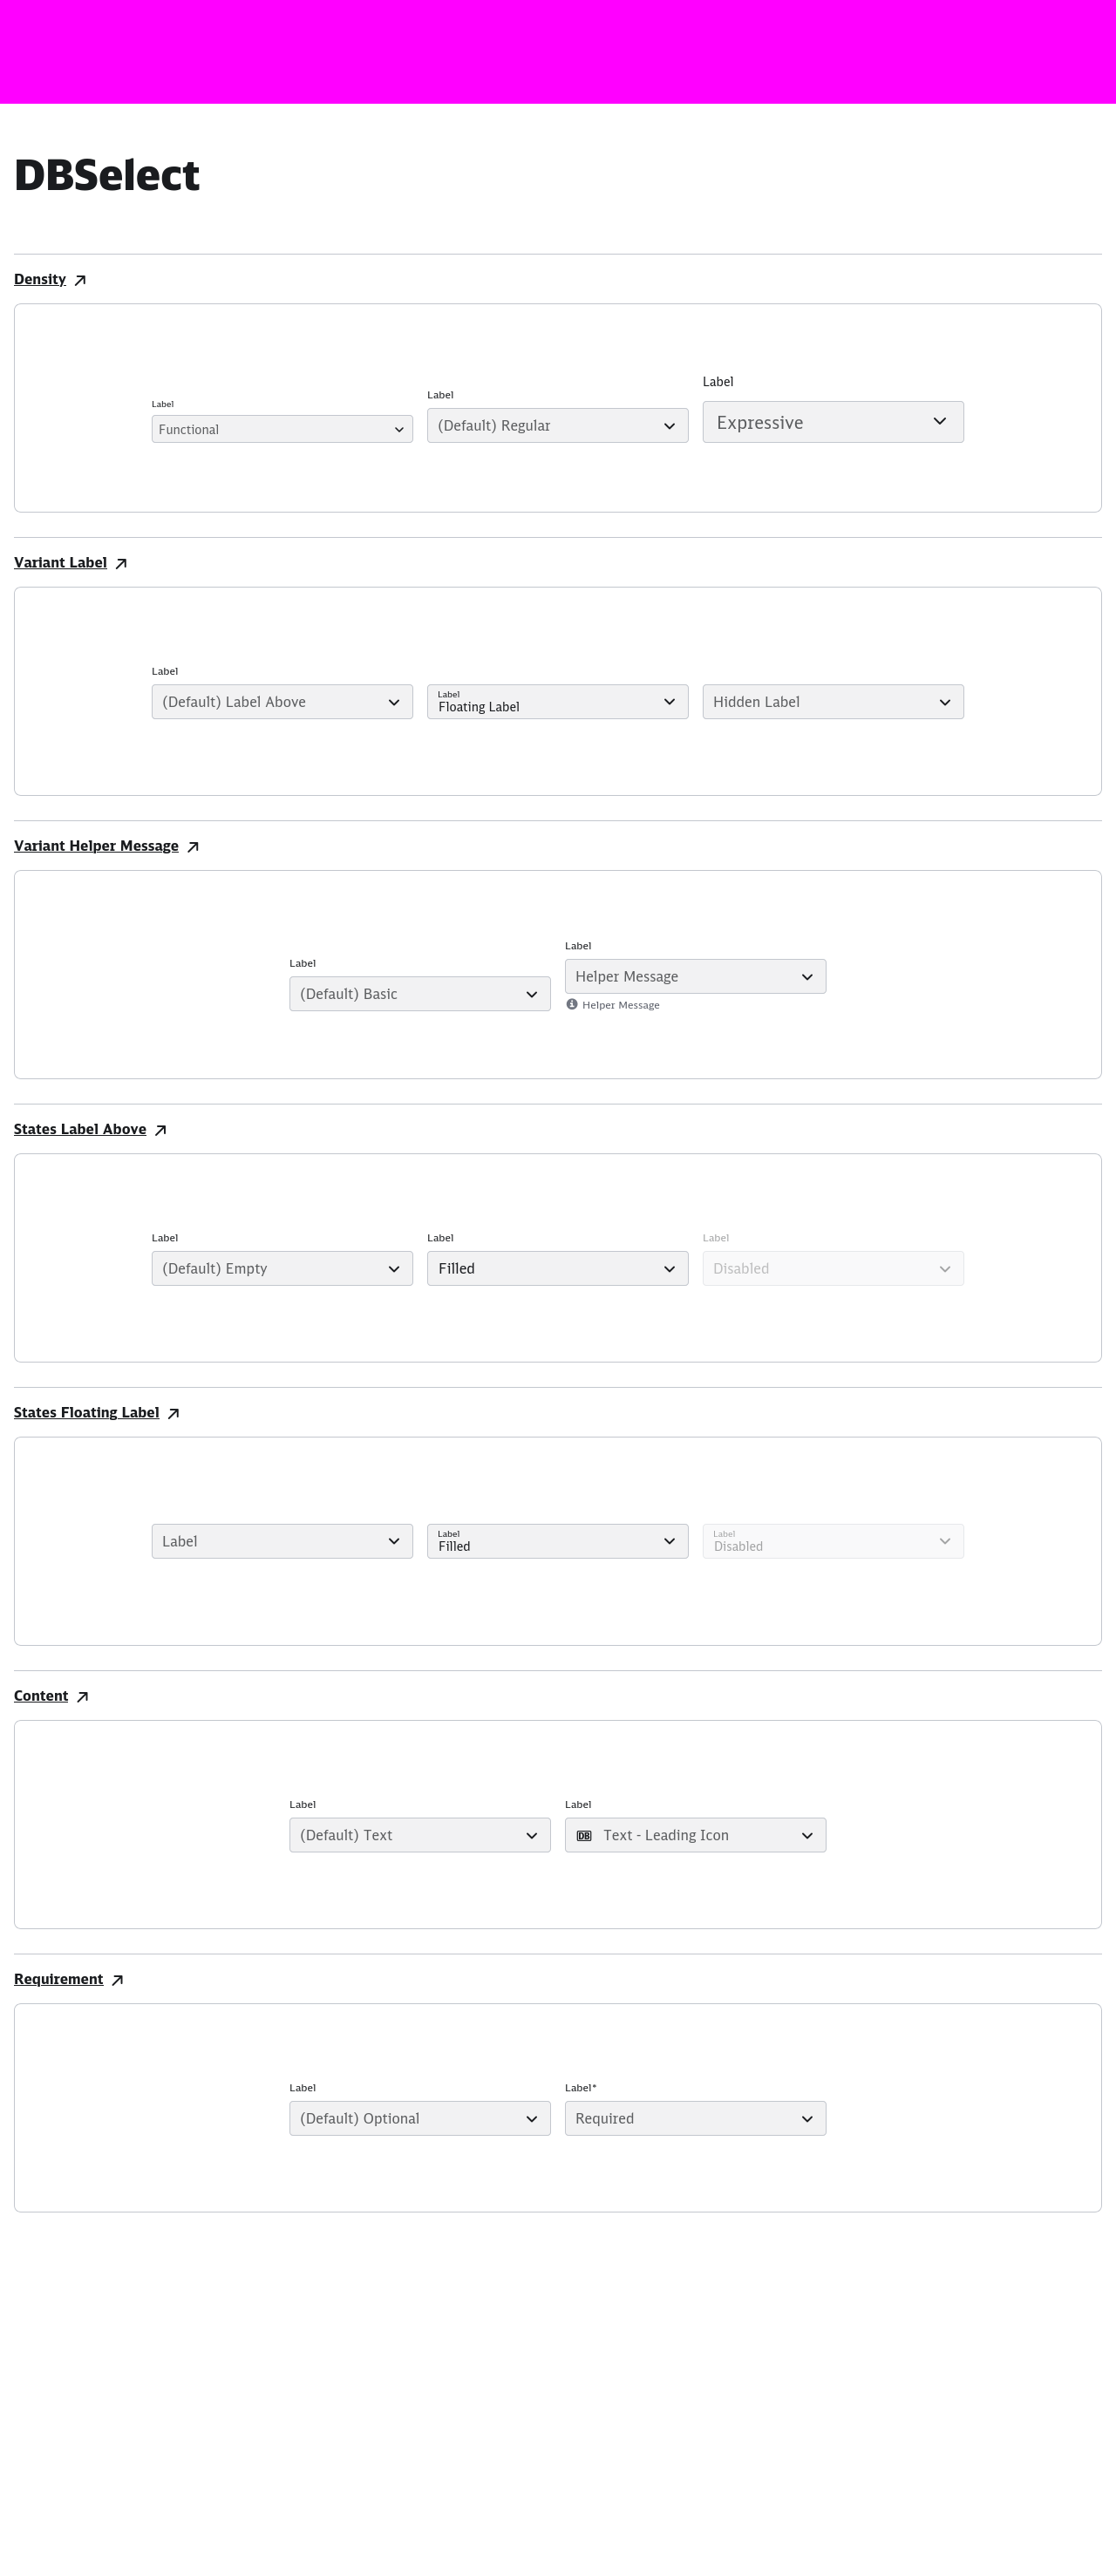 DBSelect
Density
Label
Functional
Label
(Default) Regular
Label
Expressive
Variant Label
Label
(Default) Label Above
Label
Floating Label
Hidden Label
Variant Helper Message
Label
(Default) Basic
Label
Helper Message
Helper Message
States Label Above
Label
(Default) Empty
Label
Filled
Label
Disabled
States Floating Label
Label
Label
Filled
Label
Disabled
Content
Label
(Default) Text
Label
DB Text - Leading Icon
Requirement
Label
(Default) Optional
Label*
Required